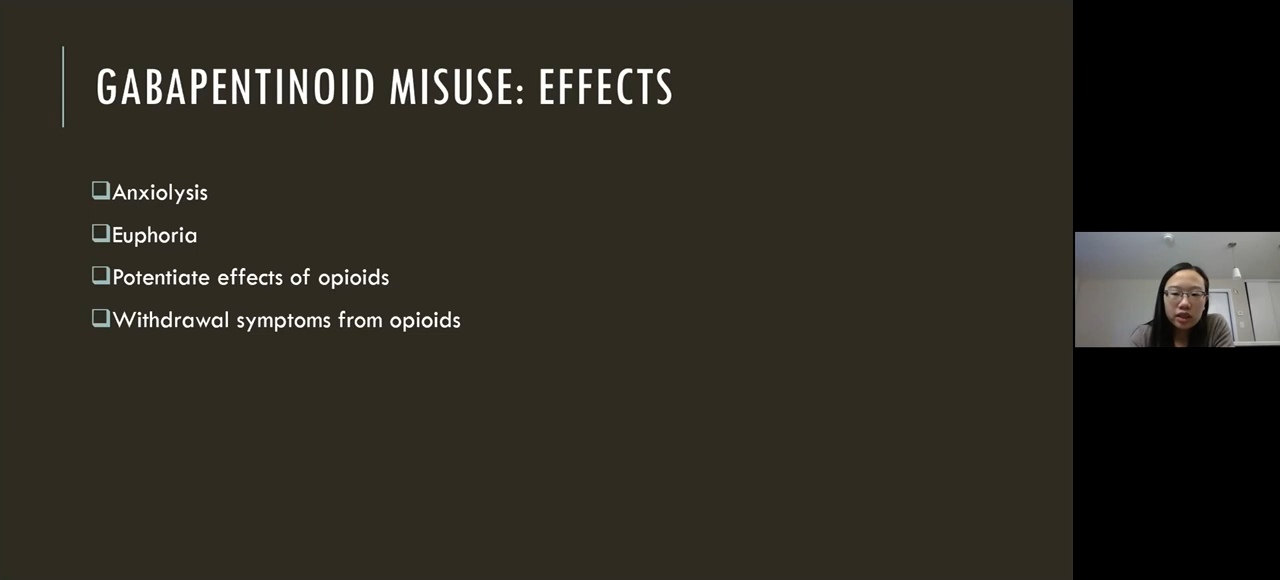 GABAPENTINOID MISUSE: EFFECTS
Anxiolysis
Euphoria
Potentiate effects of opioids
Withdrawal symptoms from opioids